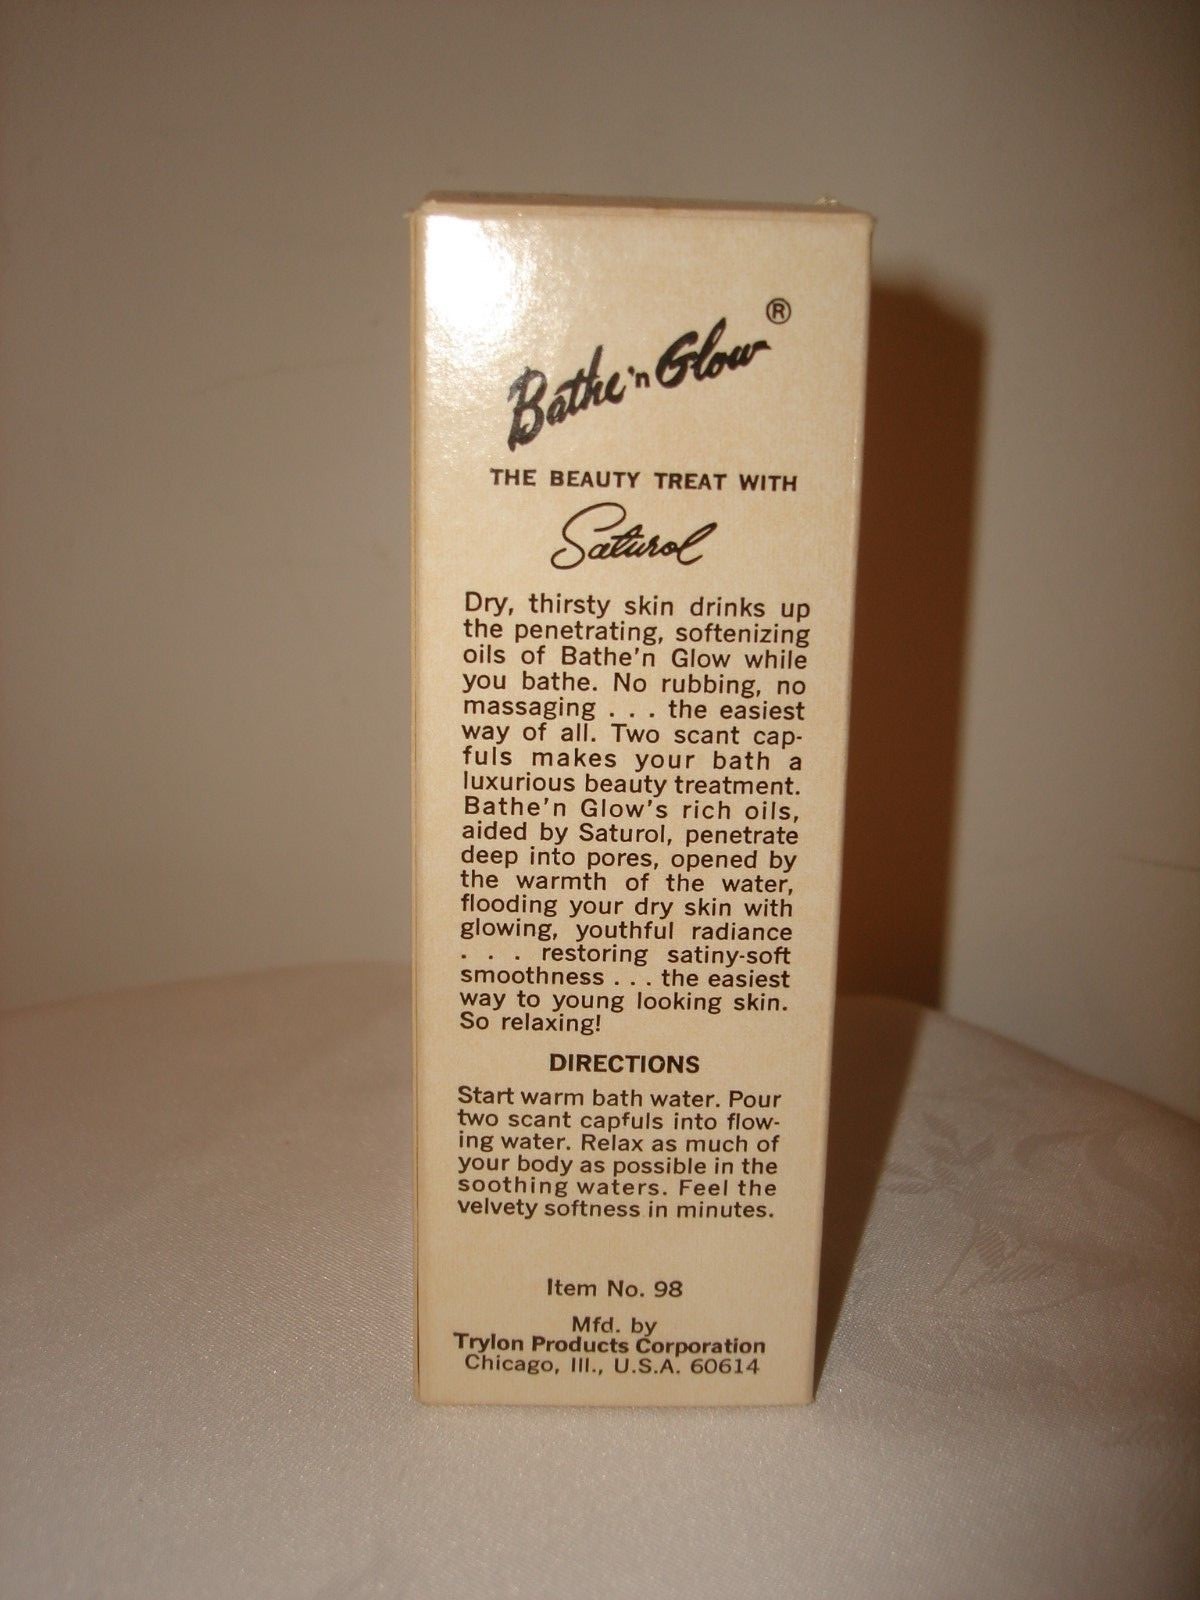 Bathe 'n Glow ®
THE BEAUTY TREAT WITH
Saturol
Dry, thirsty skin drinks up
the penetrating, softenizing
oils of Bathe'n Glow while
you bathe. No rubbing, no
massaging . . . the easiest
way of all. Two scant cap-
fuls makes your bath a
luxurious beauty treatment.
Bathe'n Glow's rich oils,
aided by Saturol, penetrate
deep into pores, opened by
the warmth of the water,
flooding your dry skin with
glowing, youthful radiance
. . . restoring satiny-soft
smoothness . . . the easiest
way to young looking skin.
So relaxing!
DIRECTIONS
Start warm bath water. Pour
two scant capfuls into flow-
ing water. Relax as much of
your body as possible in the
soothing waters. Feel the
velvety softness in minutes.
Item No. 98
Mfd. by
Trylon Products Corporation
Chicago, Ill., U.S.A. 60614